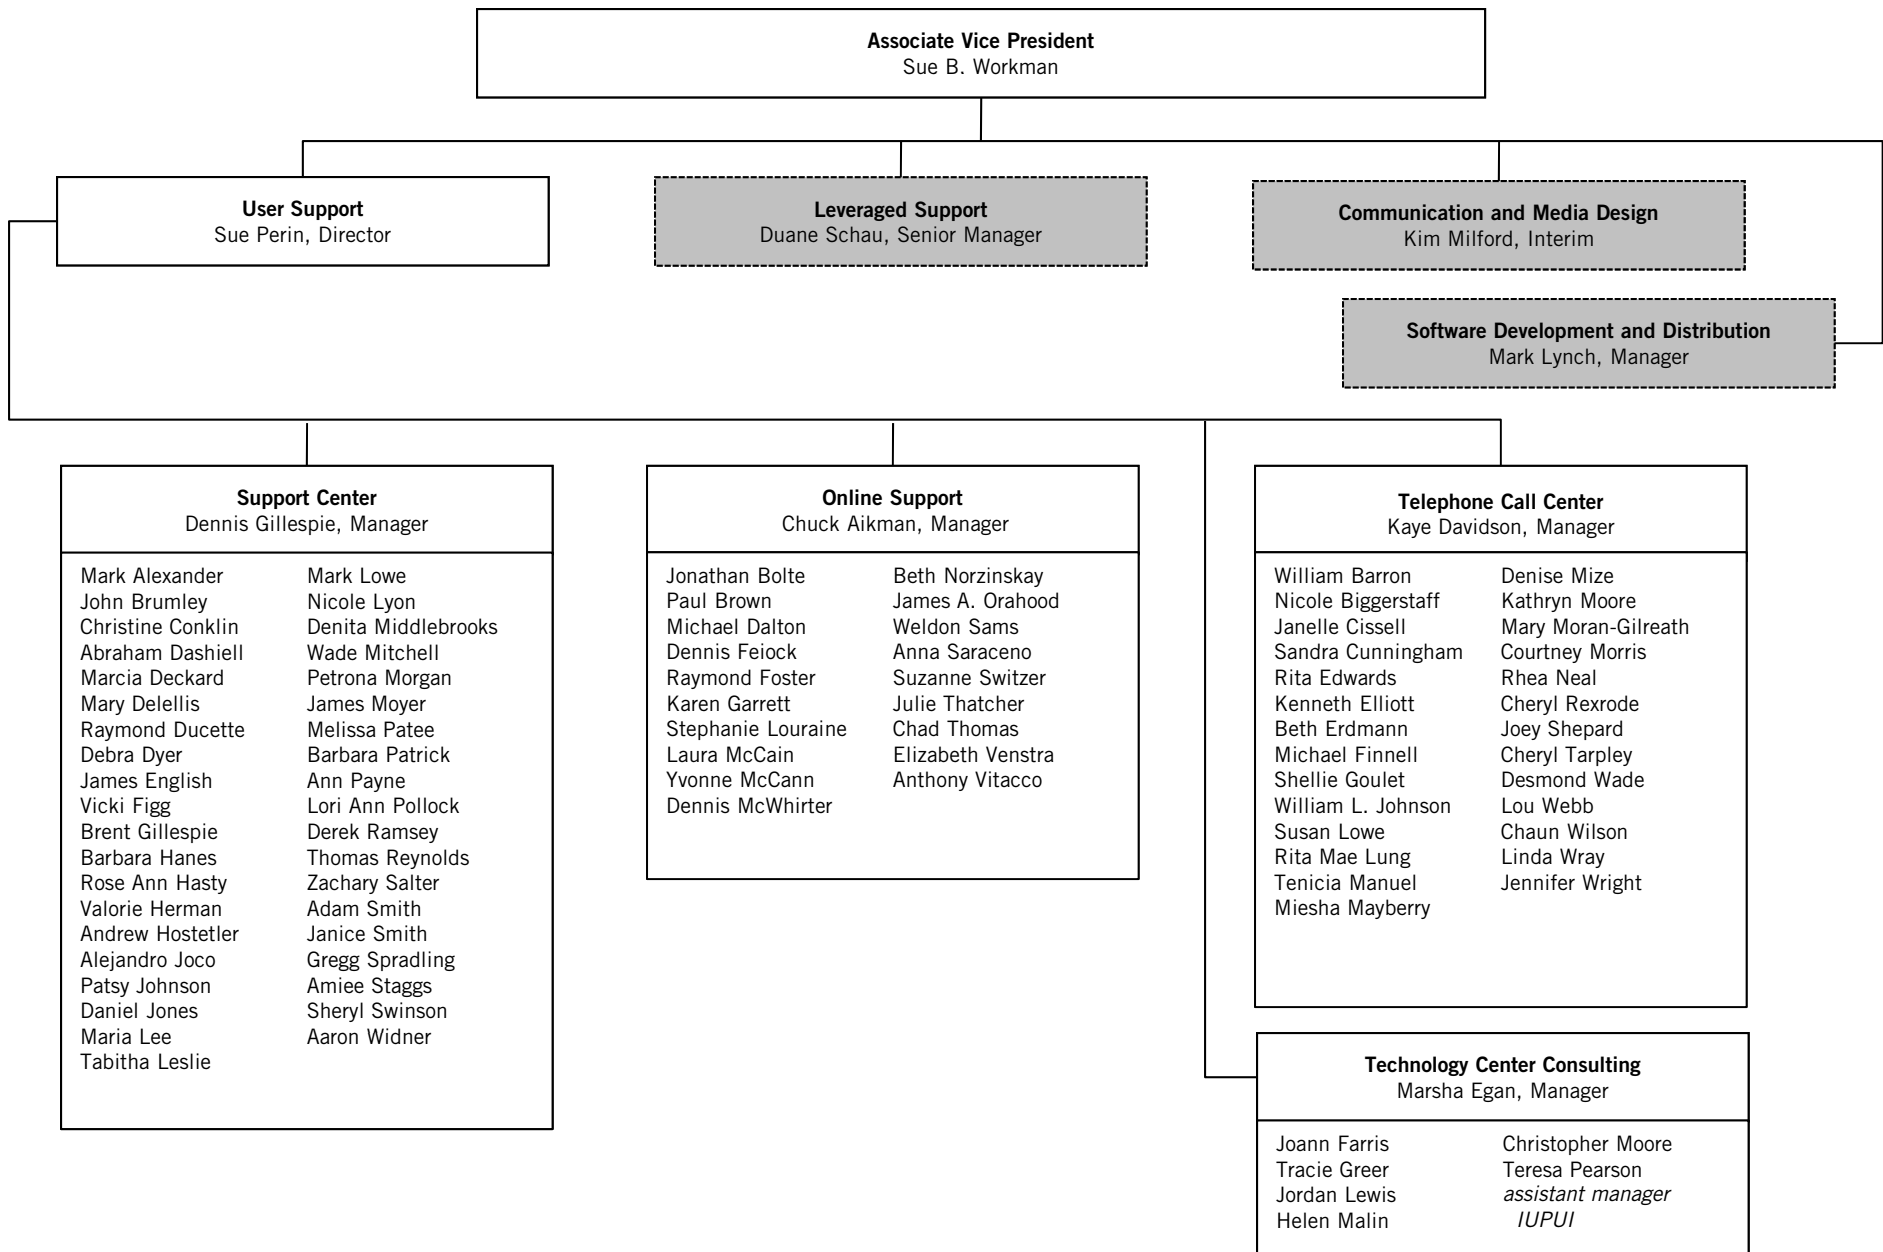 Associate Vice President
Sue B. Workman
User Support
Sue Perin, Director
Leveraged Support
Duane Schau, Senior Manager
Communication and Media Design
Kim Milford, Interim
Software Development and Distribution
Mark Lynch, Manager
Support Center
Dennis Gillespie, Manager
Mark Alexander
John Brumley
Christine Conklin
Abraham Dashiell
Marcia Deckard
Mary Delellis
Raymond Ducette
Debra Dyer
James English
Vicki Figg
Brent Gillespie
Barbara Hanes
Rose Ann Hasty
Valorie Herman
Andrew Hostetler
Alejandro Joco
Patsy Johnson
Daniel Jones
Maria Lee
Tabitha Leslie
Mark Lowe
Nicole Lyon
Denita Middlebrooks
Wade Mitchell
Petrona Morgan
James Moyer
Melissa Patee
Barbara Patrick
Ann Payne
Lori Ann Pollock
Derek Ramsey
Thomas Reynolds
Zachary Salter
Adam Smith
Janice Smith
Gregg Spradling
Amiee Staggs
Sheryl Swinson
Aaron Widner
Online Support
Chuck Aikman, Manager
Jonathan Bolte
Paul Brown
Michael Dalton
Dennis Feiock
Raymond Foster
Karen Garrett
Stephanie Louraine
Laura McCain
Yvonne McCann
Dennis McWhirter
Beth Norzinskay
James A. Orahood
Weldon Sams
Anna Saraceno
Suzanne Switzer
Julie Thatcher
Chad Thomas
Elizabeth Venstra
Anthony Vitacco
Telephone Call Center
Kaye Davidson, Manager
William Barron
Nicole Biggerstaff
Janelle Cissell
Sandra Cunningham
Rita Edwards
Kenneth Elliott
Beth Erdmann
Michael Finnell
Shellie Goulet
William L. Johnson
Susan Lowe
Rita Mae Lung
Tenicia Manuel
Miesha Mayberry
Denise Mize
Kathryn Moore
Mary Moran-Gilreath
Courtney Morris
Rhea Neal
Cheryl Rexrode
Joey Shepard
Cheryl Tarpley
Desmond Wade
Lou Webb
Chaun Wilson
Linda Wray
Jennifer Wright
Technology Center Consulting
Marsha Egan, Manager
Joann Farris
Tracie Greer
Jordan Lewis
Helen Malin
Christopher Moore
Teresa Pearson
assistant manager
IUPUI